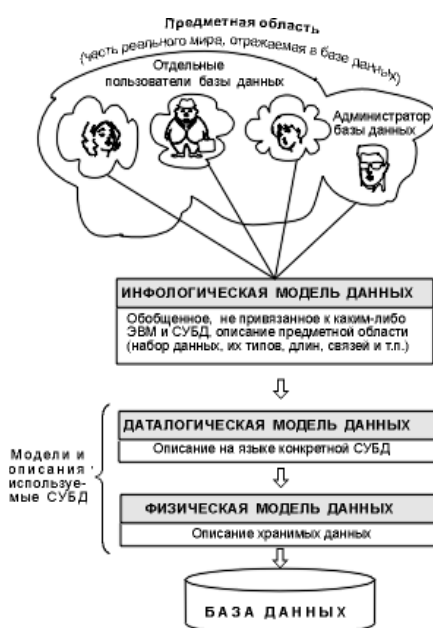 Предметная область
(часть реального мира, отражаемая в базе данных)
Отдельные
пользователи базы данных
Администратор
базы данных
ИНФОЛОГИЧЕСКАЯ МОДЕЛЬ ДАННЫХ
Обобщенное, не привязанное к каким-либо
ЭВМ и СУБД, описание предметной области
(набор данных, их типов, длин, связей и т.п.)
ДАТАЛОГИЧЕСКАЯ МОДЕЛЬ ДАННЫХ
Описание на языке конкретной СУБД
Модели и
описания
используе-
мые СУБД
ФИЗИЧЕСКАЯ МОДЕЛЬ ДАННЫХ
Описание хранимых данных
БАЗА ДАННЫХ